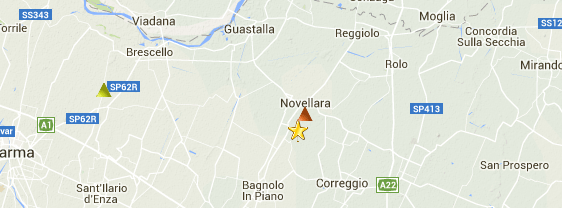 SS343
Viadana
Moglia
Guastalla
Concordia
Sulla Secchia
SS12
Reggiolo
Brescello
Rolo
Mirando
SP62R
Novellara
SP413
SP62R
A1
arma
San Prospero
Sant'Ilario
d'Enza
Bagnolo
In Piano
Correggio
A22